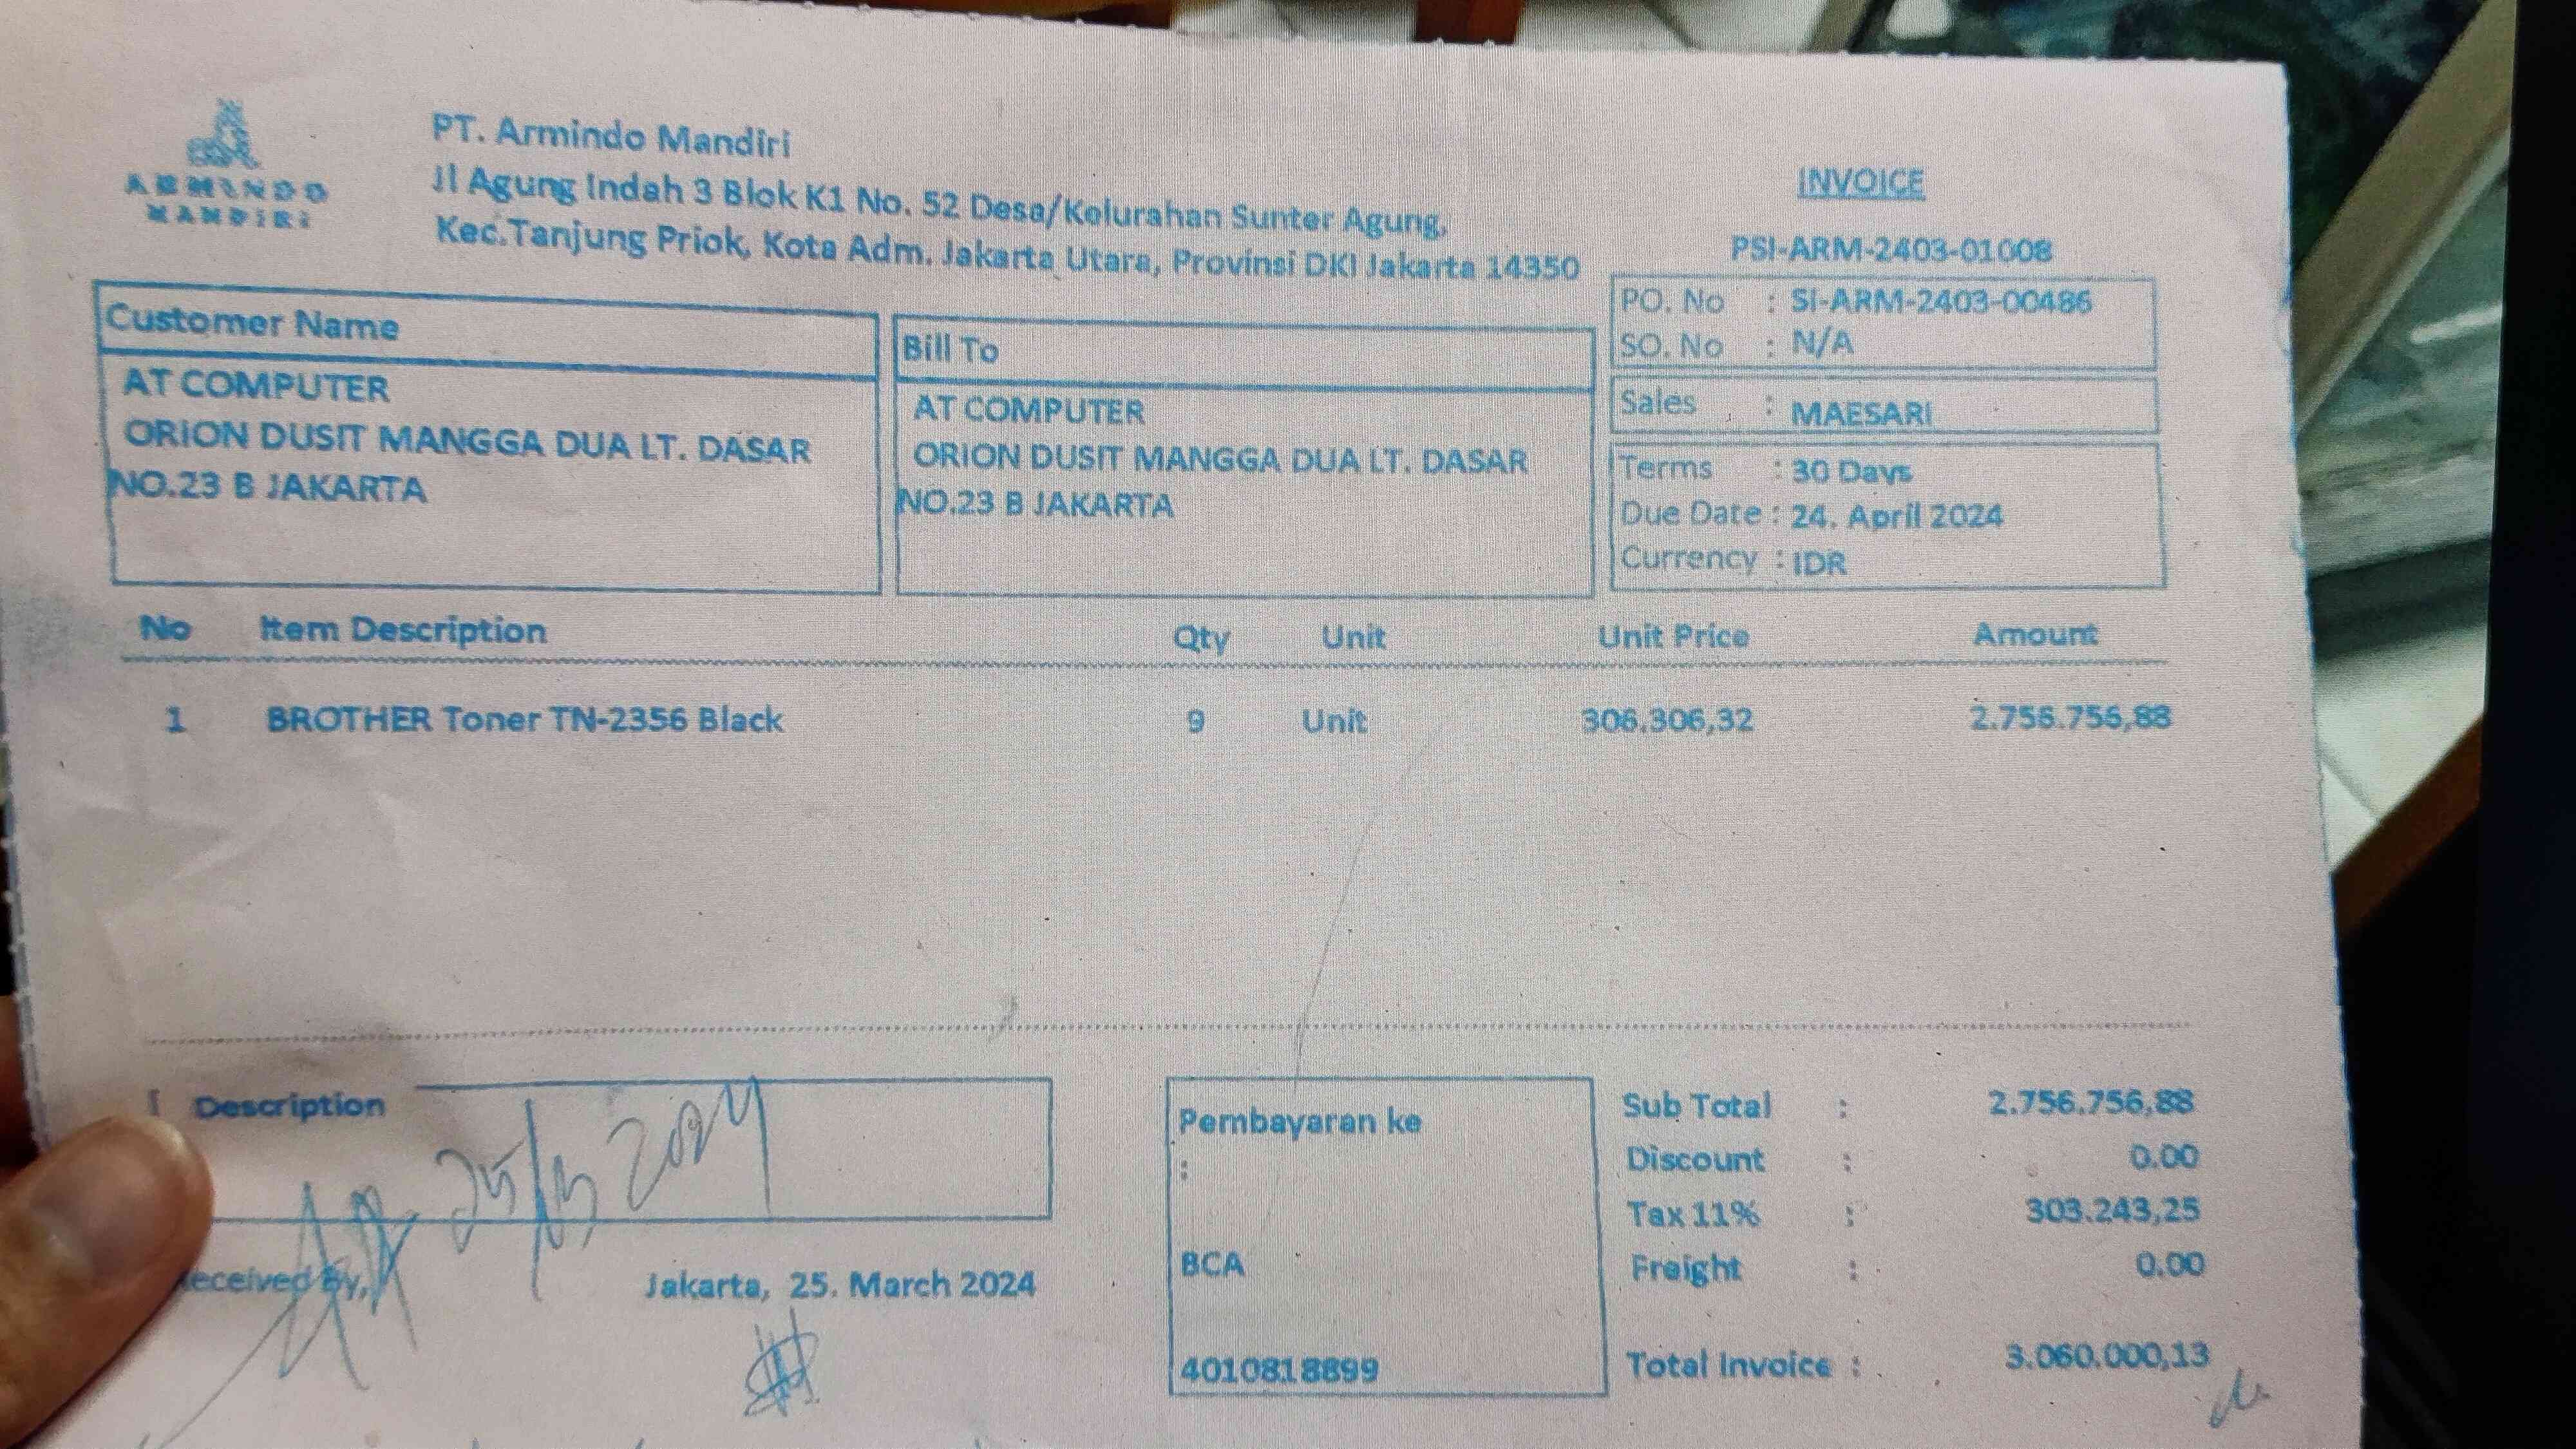 ARMINDO
MANDIRI
PT. Armindo Mandiri
Jl Agung Indah 3 Blok K1 No. 52 Desa/Kelurahan Sunter Agung,
Kec.Tanjung Priok, Kota Adm. Jakarta Utara, Provinsi DKI Jakarta 14350
INVOICE
PSI-ARM-2403-01008
PO. No : SI-ARM-2403-00486
SO. No : N/A
Sales : MAESARI
Terms : 30 Days
Due Date : 24. April 2024
Currency : IDR
Customer Name
AT COMPUTER
ORION DUSIT MANGGA DUA LT. DASAR
NO.23 B JAKARTA
Bill To
AT COMPUTER
ORION DUSIT MANGGA DUA LT. DASAR
NO.23 B JAKARTA
No Item Description Qty Unit Unit Price Amount
1 BROTHER Toner TN-2356 Black 9 Unit 306.306,32 2.756.756,88
Description
25/03 2024
eceived By,
Jakarta, 25. March 2024
Pembayaran ke
:
BCA
4010818899
Sub Total : 2.756.756,88
Discount : 0.00
Tax 11% : 303.243,25
Freight : 0.00
Total Invoice : 3.060.000,13